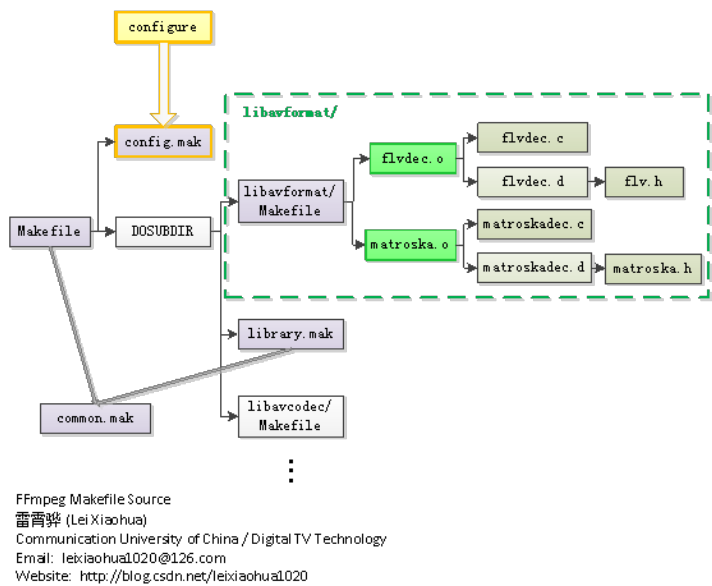 configure
libavformat/
config.mak
flvdec.o
flvdec.c
flvdec.d
flv.h
libavformat/
Makefile
Makefile
DOSUBDIR
matroska.o
matroskadec.c
matroskadec.d
matroska.h
library.mak
common.mak
libavcodec/
Makefile
FFmpeg Makefile Source
雷霄骅 (Lei Xiaohua)
Communication University of China / Digital TV Technology
Email: leixiaohua1020@126.com
Website: http://blog.csdn.net/leixiaohua1020